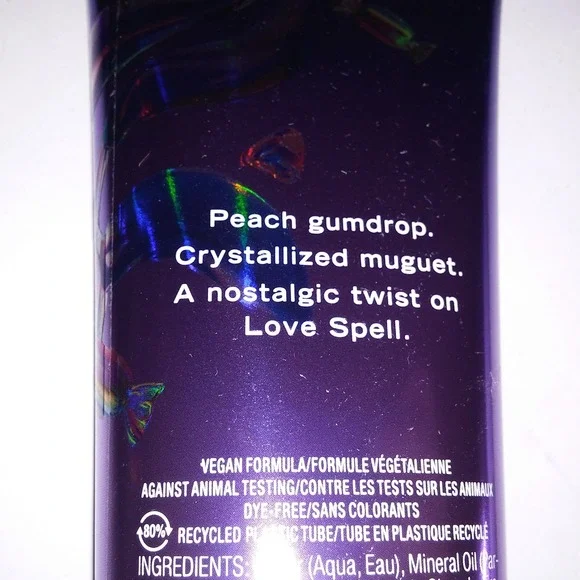 Peach gumdrop.
Crystallized muguet.
A nostalgic twist on
Love Spell.
VEGAN FORMULA/FORMULE VÉGÉTALIENNE
AGAINST ANIMAL TESTING/CONTRE LES TESTS SUR LES ANIMAUX
DYE-FREE/SANS COLORANTS
80% RECYCLED PLASTIC TUBE/TUBE EN PLASTIQUE RECYCLÉ
INGREDIENTS: (Aqua, Eau), Mineral Oil